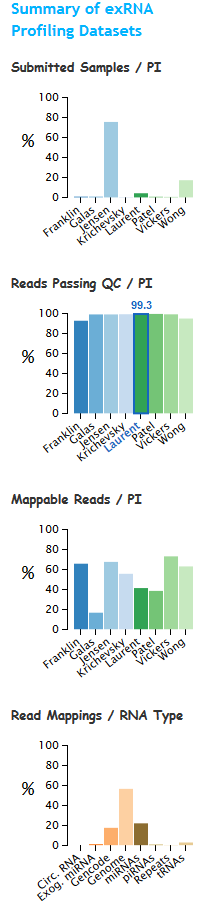 Summary of exRNA
Profiling Datasets
Submitted Samples / PI
100
80
60
40
20
0
%
Franklin
Galas
Jensen
Krichevsky
Laurent
Patel
Vickers
Wong
Reads Passing QC / PI
99.3
100
80
60
40
20
0
%
Franklin
Galas
Jensen
Krichevsky
Laurent
Patel
Vickers
Wong
Mappable Reads / PI
100
80
60
40
20
0
%
Franklin
Galas
Jensen
Krichevsky
Laurent
Patel
Vickers
Wong
Read Mappings / RNA Type
100
80
60
40
20
0
%
Circ. RNA
Exog. miRNA
Gencode
Genome
miRNAs
piRNAs
Repeats
tRNAs